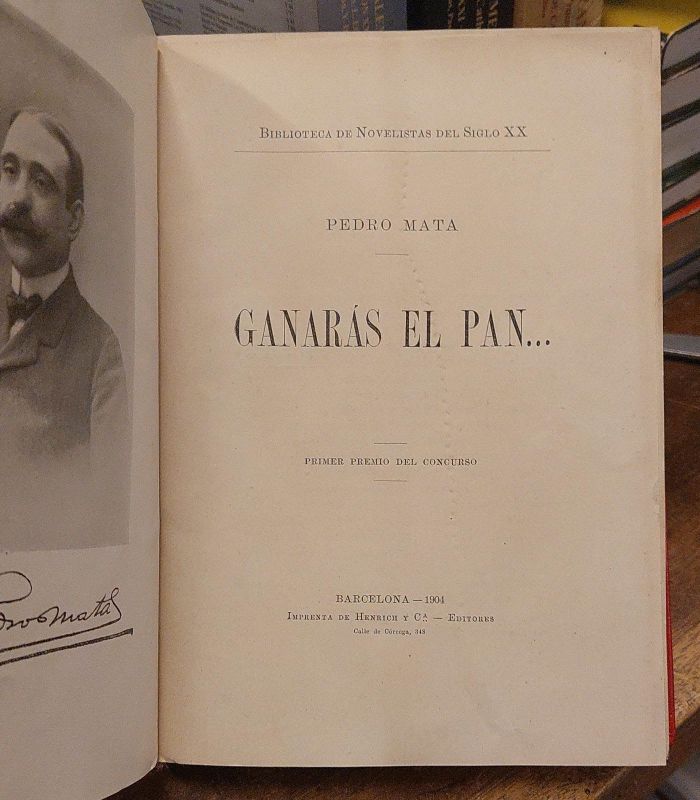 BIBLIOTECA DE NOVELISTAS DEL SIGLO XX
PEDRO MATA
GANARÁS EL PAN...
PRIMER PREMIO DEL CONCURSO
BARCELONA — 1904
IMPRENTA DE HENRICH Y C.ª — EDITORES
Calle de Córcega, 348
Mata